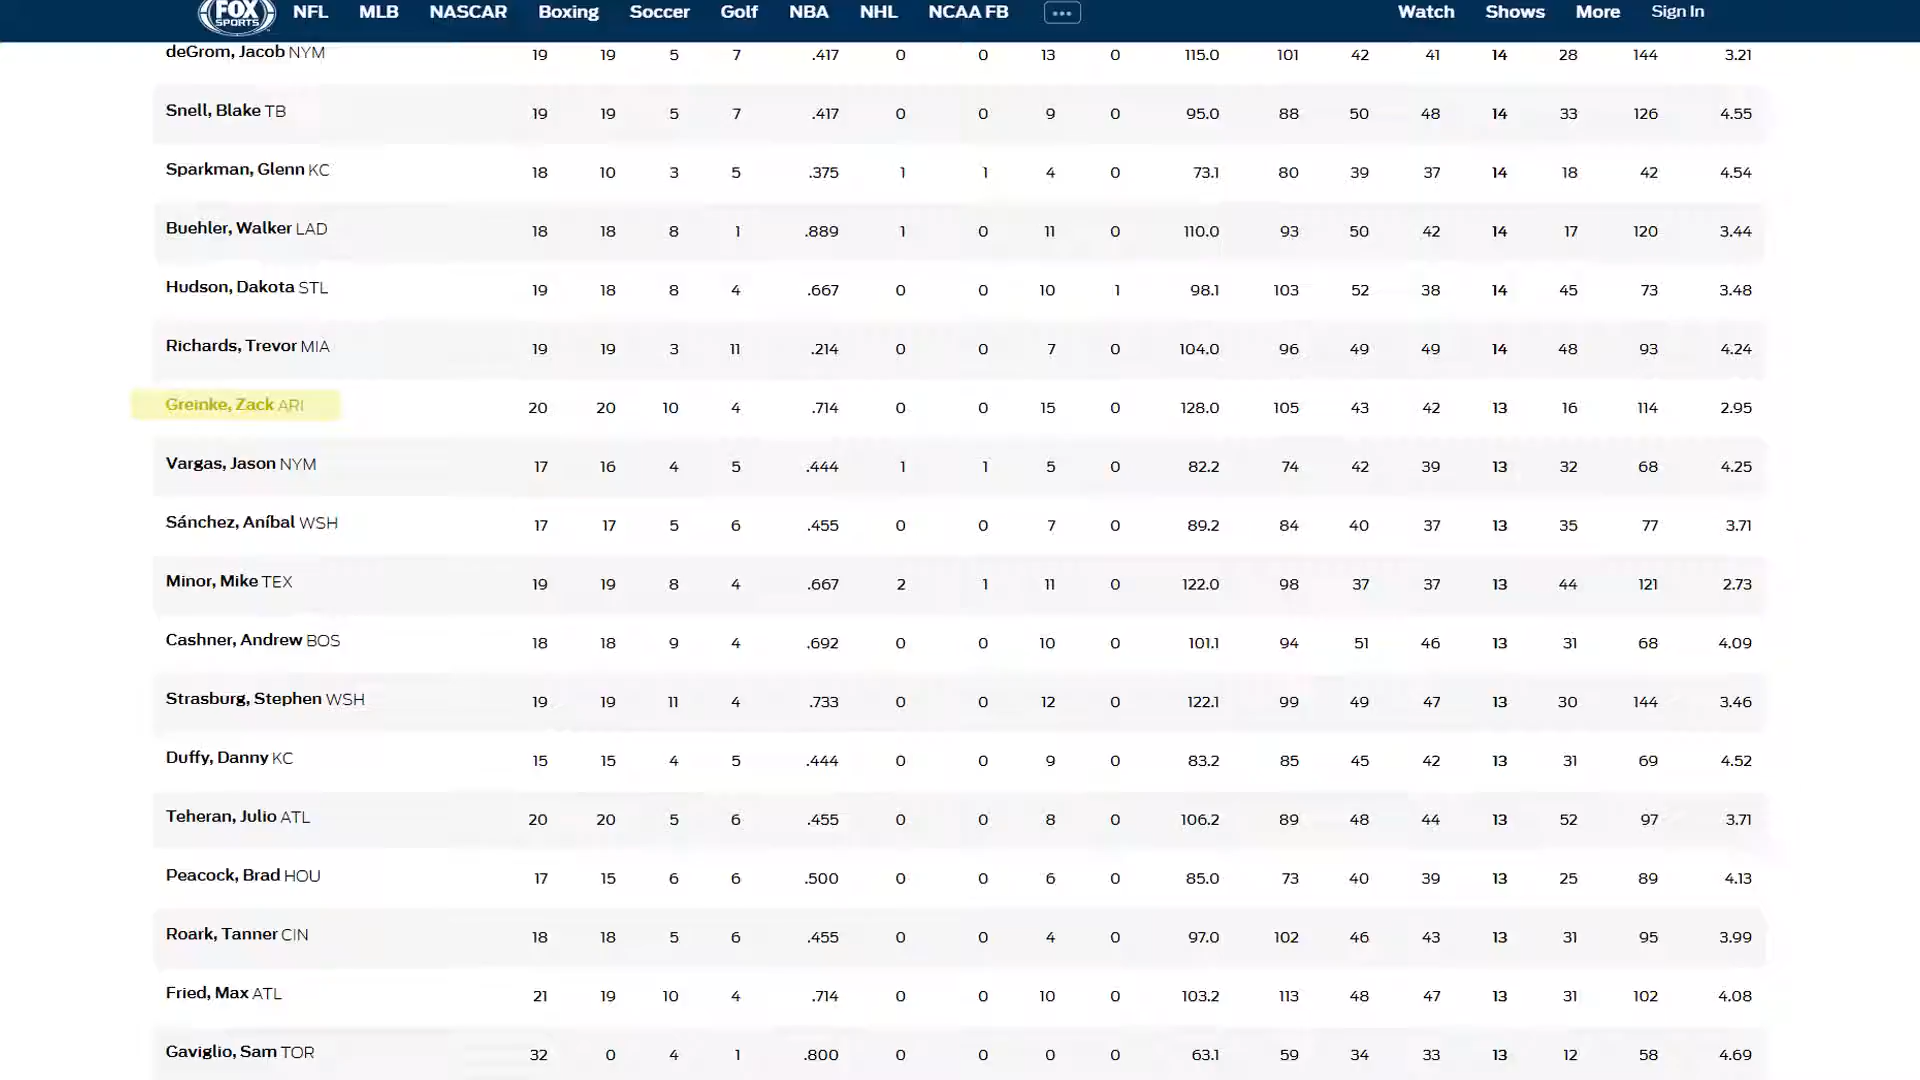 FOX SPORTS NFL MLB NASCAR Boxing Soccer Golf NBA NHL NCAA FB ••• Watch Shows More Sign In
deGrom, Jacob NYM 19 19 5 7 .417 0 0 13 0 115.0 101 42 41 14 28 144 3.21
Snell, Blake TB 19 19 5 7 .417 0 0 9 0 95.0 88 50 48 14 33 126 4.55
Sparkman, Glenn KC 18 10 3 5 .375 1 1 4 0 73.1 80 39 37 14 18 42 4.54
Buehler, Walker LAD 18 18 8 1 .889 1 0 11 0 110.0 93 50 42 14 17 120 3.44
Hudson, Dakota STL 19 18 8 4 .667 0 0 10 1 98.1 103 52 38 14 45 73 3.48
Richards, Trevor MIA 19 19 3 11 .214 0 0 7 0 104.0 96 49 49 14 48 93 4.24
Greinke, Zack ARI 20 20 10 4 .714 0 0 15 0 128.0 105 43 42 13 16 114 2.95
Vargas, Jason NYM 17 16 4 5 .444 1 1 5 0 82.2 74 42 39 13 32 68 4.25
Sánchez, Aníbal WSH 17 17 5 6 .455 0 0 7 0 89.2 84 40 37 13 35 77 3.71
Minor, Mike TEX 19 19 8 4 .667 2 1 11 0 122.0 98 37 37 13 44 121 2.73
Cashner, Andrew BOS 18 18 9 4 .692 0 0 10 0 101.1 94 51 46 13 31 68 4.09
Strasburg, Stephen WSH 19 19 11 4 .733 0 0 12 0 122.1 99 49 47 13 30 144 3.46
Duffy, Danny KC 15 15 4 5 .444 0 0 9 0 83.2 85 45 42 13 31 69 4.52
Teheran, Julio ATL 20 20 5 6 .455 0 0 8 0 106.2 89 48 44 13 52 97 3.71
Peacock, Brad HOU 17 15 6 6 .500 0 0 6 0 85.0 73 40 39 13 25 89 4.13
Roark, Tanner CIN 18 18 5 6 .455 0 0 4 0 97.0 102 46 43 13 31 95 3.99
Fried, Max ATL 21 19 10 4 .714 0 0 10 0 103.2 113 48 47 13 31 102 4.08
Gaviglio, Sam TOR 32 0 4 1 .800 0 0 0 0 63.1 59 34 33 13 12 58 4.69